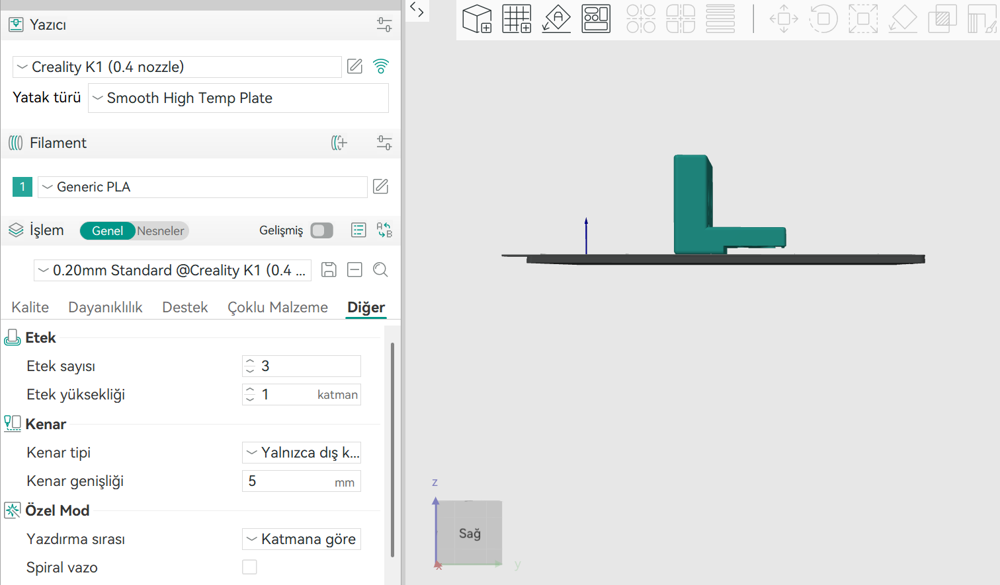 Yazıcı
Creality K1 (0.4 nozzle)
Yatak türü Smooth High Temp Plate
Filament
1 Generic PLA
İşlem Genel Nesneler Gelişmiş
0.20mm Standard @Creality K1 (0.4 ...
Kalite Dayanıklılık Destek Çoklu Malzeme Diğer
Etek
Etek sayısı 3
Etek yüksekliği 1 katman
Kenar
Kenar tipi Yalnızca dış k...
Kenar genişliği 5 mm
Özel Mod
Yazdırma sırası Katmana göre
Spiral vazo
A
A
B
z
Sağ
x
y